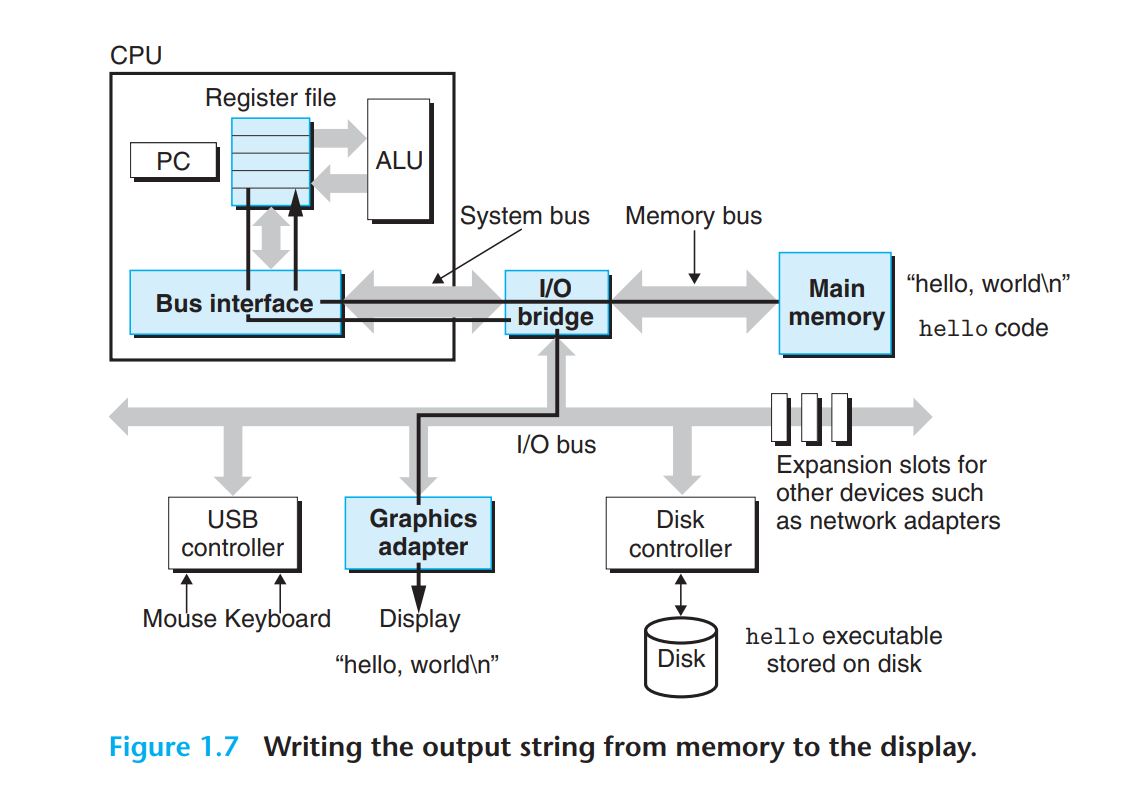 CPU
Register file
PC
ALU
System bus
Memory bus
Bus interface
I/O
bridge
Main
memory
“hello, world\n”
hello code
I/O bus
Expansion slots for
other devices such
as network adapters
USB
controller
Graphics
adapter
Disk
controller
Mouse Keyboard
Display
“hello, world\n”
Disk
hello executable
stored on disk
Figure 1.7 Writing the output string from memory to the display.